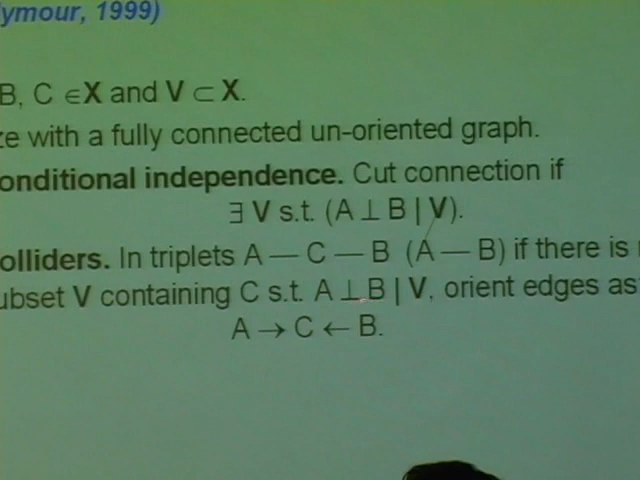 ymour, 1999)
B, C ∈X and V ⊂ X.
ze with a fully connected un-oriented graph.
onditional independence. Cut connection if
∃ V s.t. (A ⊥ B | V).
olliders. In triplets A — C — B (A — B) if there is
ubset V containing C s.t. A ⊥ B | V, orient edges as
A → C ← B.